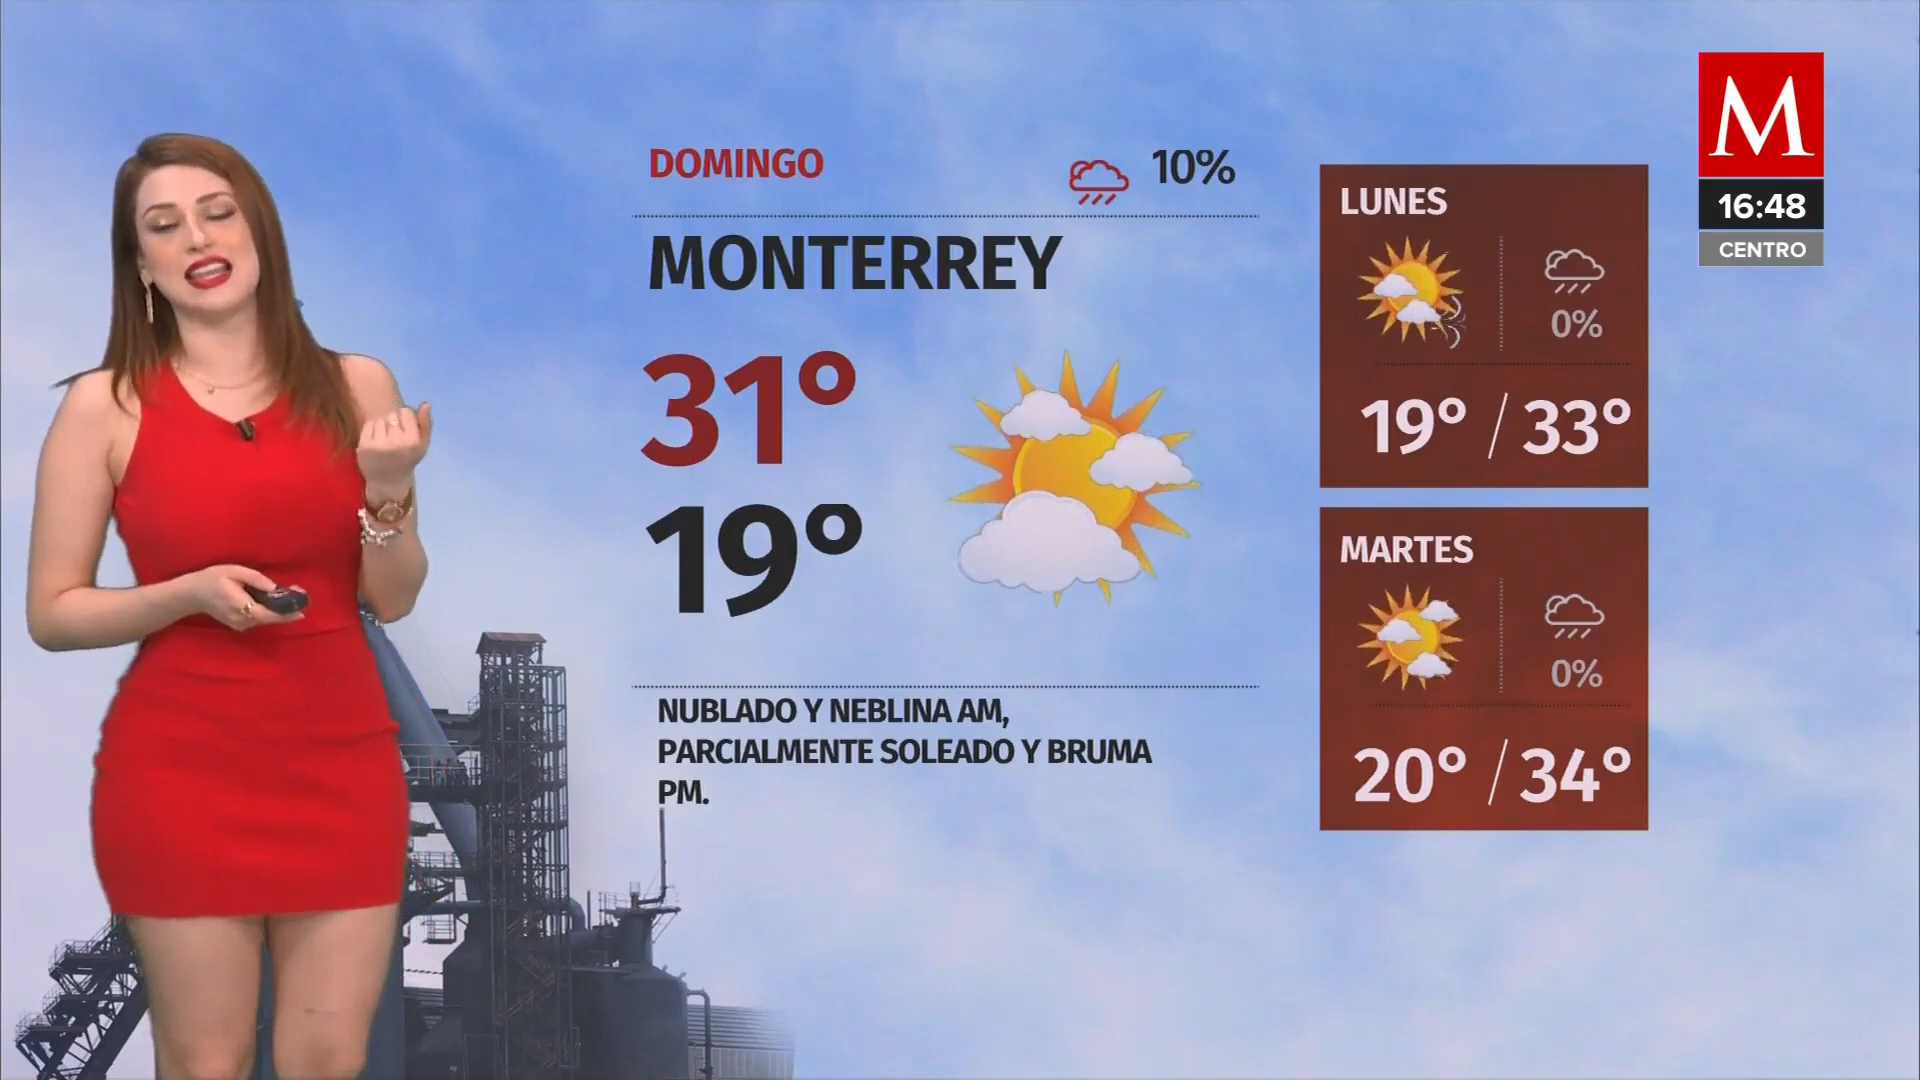 DOMINGO
10%
MONTERREY
31°
19°
NUBLADO Y NEBLINA AM,
PARCIALMENTE SOLEADO Y BRUMA
PM.
LUNES
0%
19° / 33°
MARTES
0%
20° / 34°
M
16:48
CENTRO